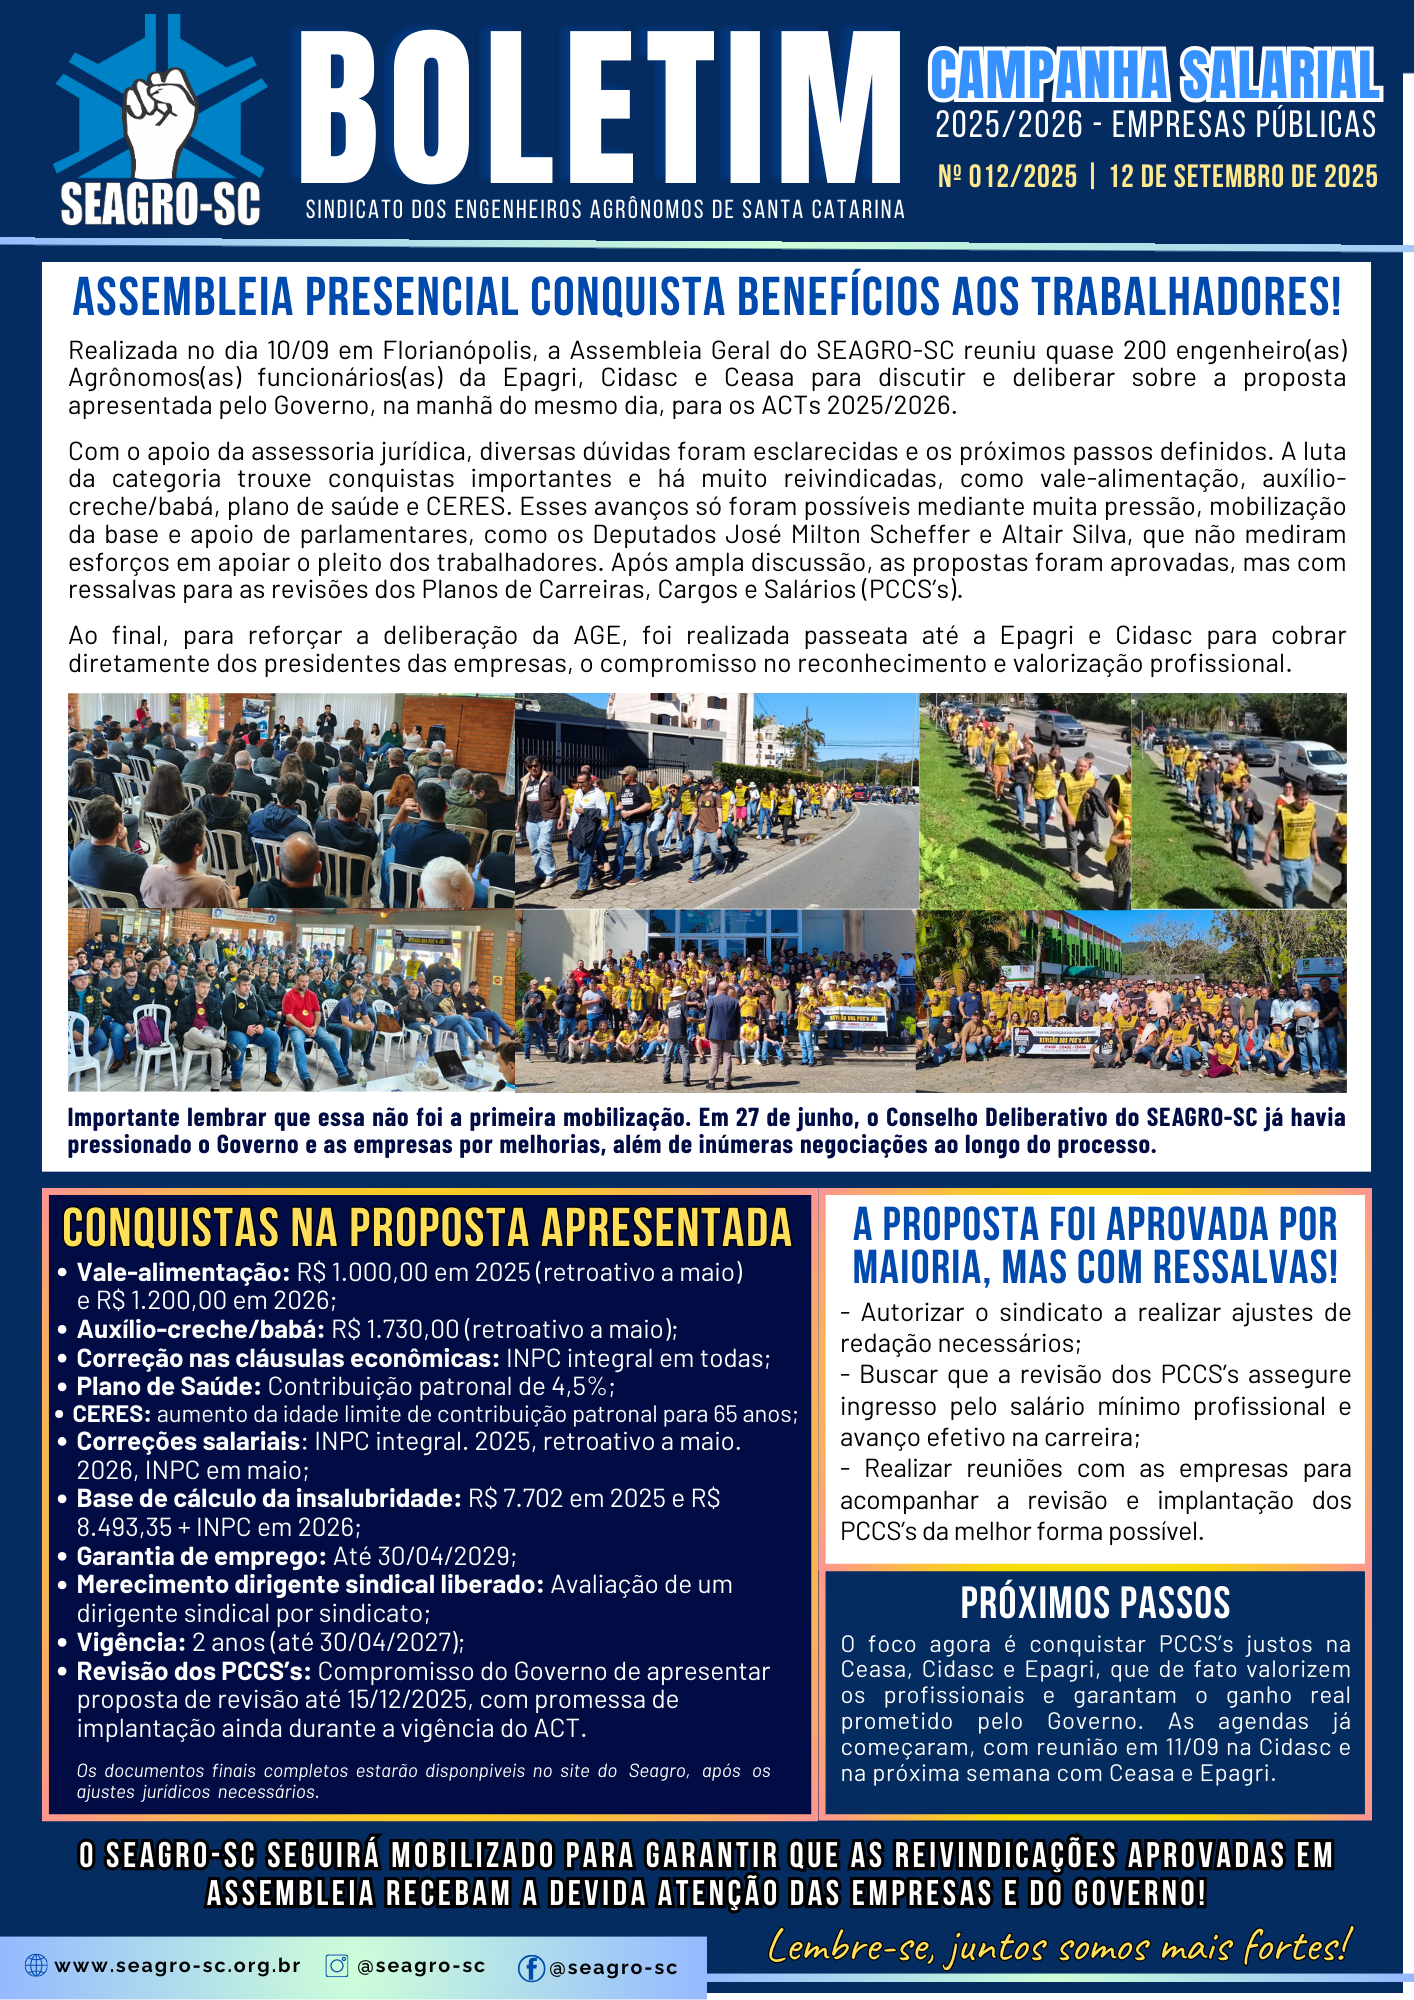 SEAGRO-SC
BOLETIM
SINDICATO DOS ENGENHEIROS AGRÔNOMOS DE SANTA CATARINA
CAMPANHA SALARIAL
2025/2026 - EMPRESAS PÚBLICAS
Nº 012/2025 | 12 DE SETEMBRO DE 2025
ASSEMBLEIA PRESENCIAL CONQUISTA BENEFÍCIOS AOS TRABALHADORES!
Realizada no dia 10/09 em Florianópolis, a Assembleia Geral do SEAGRO-SC reuniu quase 200 engenheiro(as)
Agrônomos(as) funcionários(as) da Epagri, Cidasc e Ceasa para discutir e deliberar sobre a proposta
apresentada pelo Governo, na manhã do mesmo dia, para os ACTs 2025/2026.
Com o apoio da assessoria jurídica, diversas dúvidas foram esclarecidas e os próximos passos definidos. A luta
da categoria trouxe conquistas importantes e há muito reivindicadas, como vale-alimentação, auxílio-
creche/babá, plano de saúde e CERES. Esses avanços só foram possíveis mediante muita pressão, mobilização
da base e apoio de parlamentares, como os Deputados José Milton Scheffer e Altair Silva, que não mediram
esforços em apoiar o pleito dos trabalhadores. Após ampla discussão, as propostas foram aprovadas, mas com
ressalvas para as revisões dos Planos de Carreiras, Cargos e Salários (PCCS's).
Ao final, para reforçar a deliberação da AGE, foi realizada passeata até a Epagri e Cidasc para cobrar
diretamente dos presidentes das empresas, o compromisso no reconhecimento e valorização profissional.
REVISÃO DOS PCC's JÁ!
REVISÃO DOS PCC's JÁ!
REVISÃO DOS PCC's JÁ!
EPAGRI - CIDASC - CEASA
Importante lembrar que essa não foi a primeira mobilização. Em 27 de junho, o Conselho Deliberativo do SEAGRO-SC já havia
pressionado o Governo e as empresas por melhorias, além de inúmeras negociações ao longo do processo.
CONQUISTAS NA PROPOSTA APRESENTADA
• Vale-alimentação: R$ 1.000,00 em 2025 (retroativo a maio)
e R$ 1.200,00 em 2026;
• Auxílio-creche/babá: R$ 1.730,00 (retroativo a maio);
• Correção nas cláusulas econômicas: INPC integral em todas;
• Plano de Saúde: Contribuição patronal de 4,5%;
• CERES: aumento da idade limite de contribuição patronal para 65 anos;
• Correções salariais: INPC integral. 2025, retroativo a maio.
2026, INPC em maio;
• Base de cálculo da insalubridade: R$ 7.702 em 2025 e R$
8.493,35 + INPC em 2026;
• Garantia de emprego: Até 30/04/2029;
• Merecimento dirigente sindical liberado: Avaliação de um
dirigente sindical por sindicato;
• Vigência: 2 anos (até 30/04/2027);
• Revisão dos PCCS's: Compromisso do Governo de apresentar
proposta de revisão até 15/12/2025, com promessa de
implantação ainda durante a vigência do ACT.
Os documentos finais completos estarão disponpiveis no site do Seagro, após os
ajustes jurídicos necessários.
A PROPOSTA FOI APROVADA POR
MAIORIA, MAS COM RESSALVAS!
- Autorizar o sindicato a realizar ajustes de
redação necessários;
- Buscar que a revisão dos PCCS's assegure
ingresso pelo salário mínimo profissional e
avanço efetivo na carreira;
- Realizar reuniões com as empresas para
acompanhar a revisão e implantação dos
PCCS's da melhor forma possível.
PRÓXIMOS PASSOS
O foco agora é conquistar PCCS's justos na
Ceasa, Cidasc e Epagri, que de fato valorizem
os profissionais e garantam o ganho real
prometido pelo Governo. As agendas já
começaram, com reunião em 11/09 na Cidasc e
na próxima semana com Ceasa e Epagri.
O SEAGRO-SC SEGUIRÁ MOBILIZADO PARA GARANTIR QUE AS REIVINDICAÇÕES APROVADAS EM
ASSEMBLEIA RECEBAM A DEVIDA ATENÇÃO DAS EMPRESAS E DO GOVERNO!
Lembre-se, juntos somos mais fortes!
www.seagro-sc.org.br
@seagro-sc
@seagro-sc